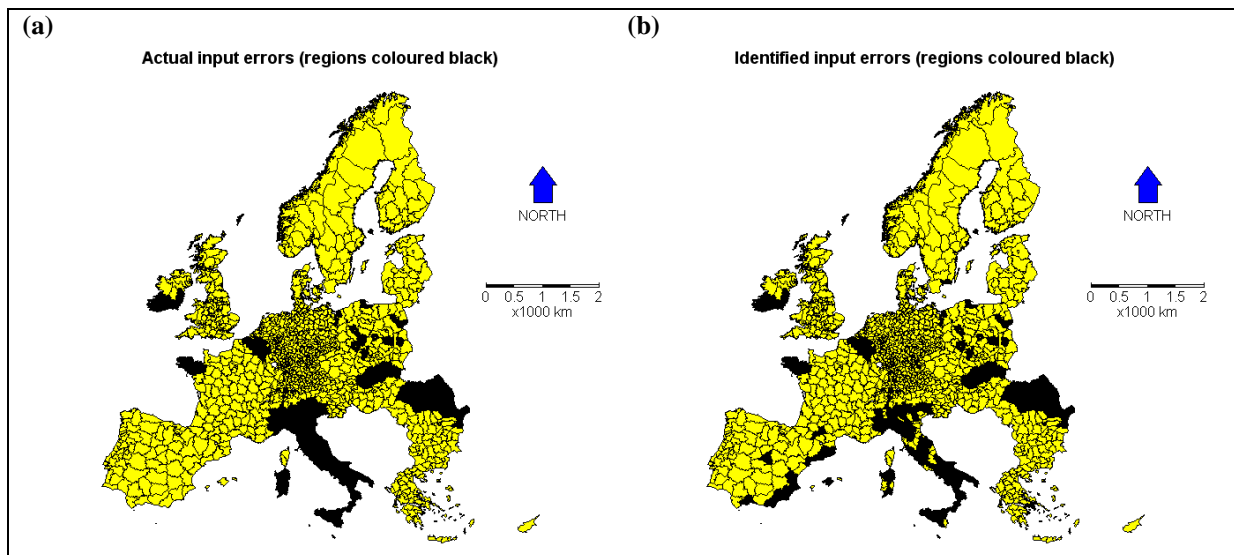 (a)
Actual input errors (regions coloured black)
NORTH
0 0.5 1 1.5 2
x1000 km
(b)
Identified input errors (regions coloured black)
NORTH
0 0.5 1 1.5 2
x1000 km